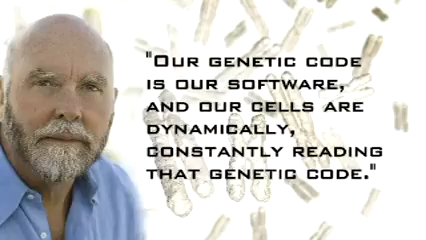 "Our genetic code
is our software,
and our cells are
dynamically,
constantly reading
that genetic code."